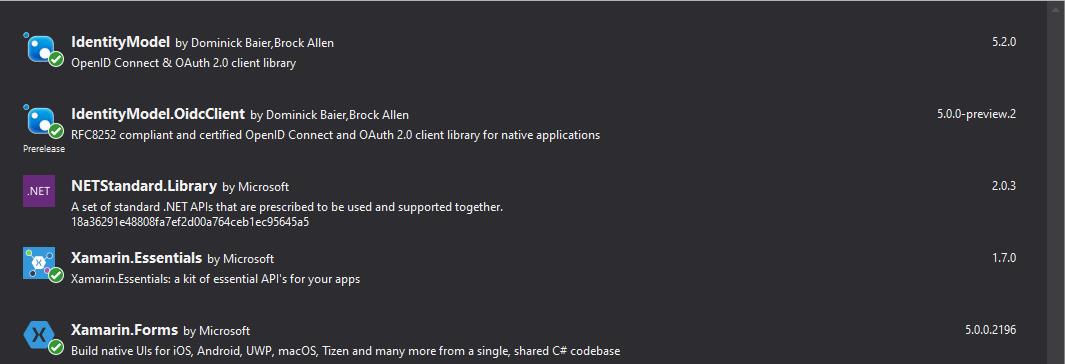 IdentityModel by Dominick Baier,Brock Allen 5.2.0
OpenID Connect & OAuth 2.0 client library
IdentityModel.OidcClient by Dominick Baier,Brock Allen 5.0.0-preview.2
RFC8252 compliant and certified OpenID Connect and OAuth 2.0 client library for native applications
Prerelease
.NET NETStandard.Library by Microsoft 2.0.3
A set of standard .NET APIs that are prescribed to be used and supported together.
18a36291e48808fa7ef2d00a764ceb1ec95645a5
Xamarin.Essentials by Microsoft 1.7.0
Xamarin.Essentials: a kit of essential API's for your apps
Xamarin.Forms by Microsoft 5.0.0.2196
Build native UIs for iOS, Android, UWP, macOS, Tizen and many more from a single, shared C# codebase